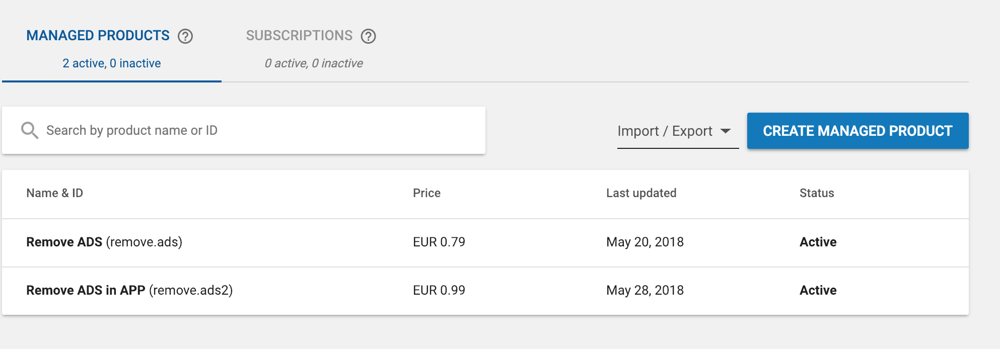 MANAGED PRODUCTS ? SUBSCRIPTIONS ?
2 active, 0 inactive 0 active, 0 inactive
Search by product name or ID Import / Export CREATE MANAGED PRODUCT
Name & ID Price Last updated Status
Remove ADS (remove.ads) EUR 0.79 May 20, 2018 Active
Remove ADS in APP (remove.ads2) EUR 0.99 May 28, 2018 Active